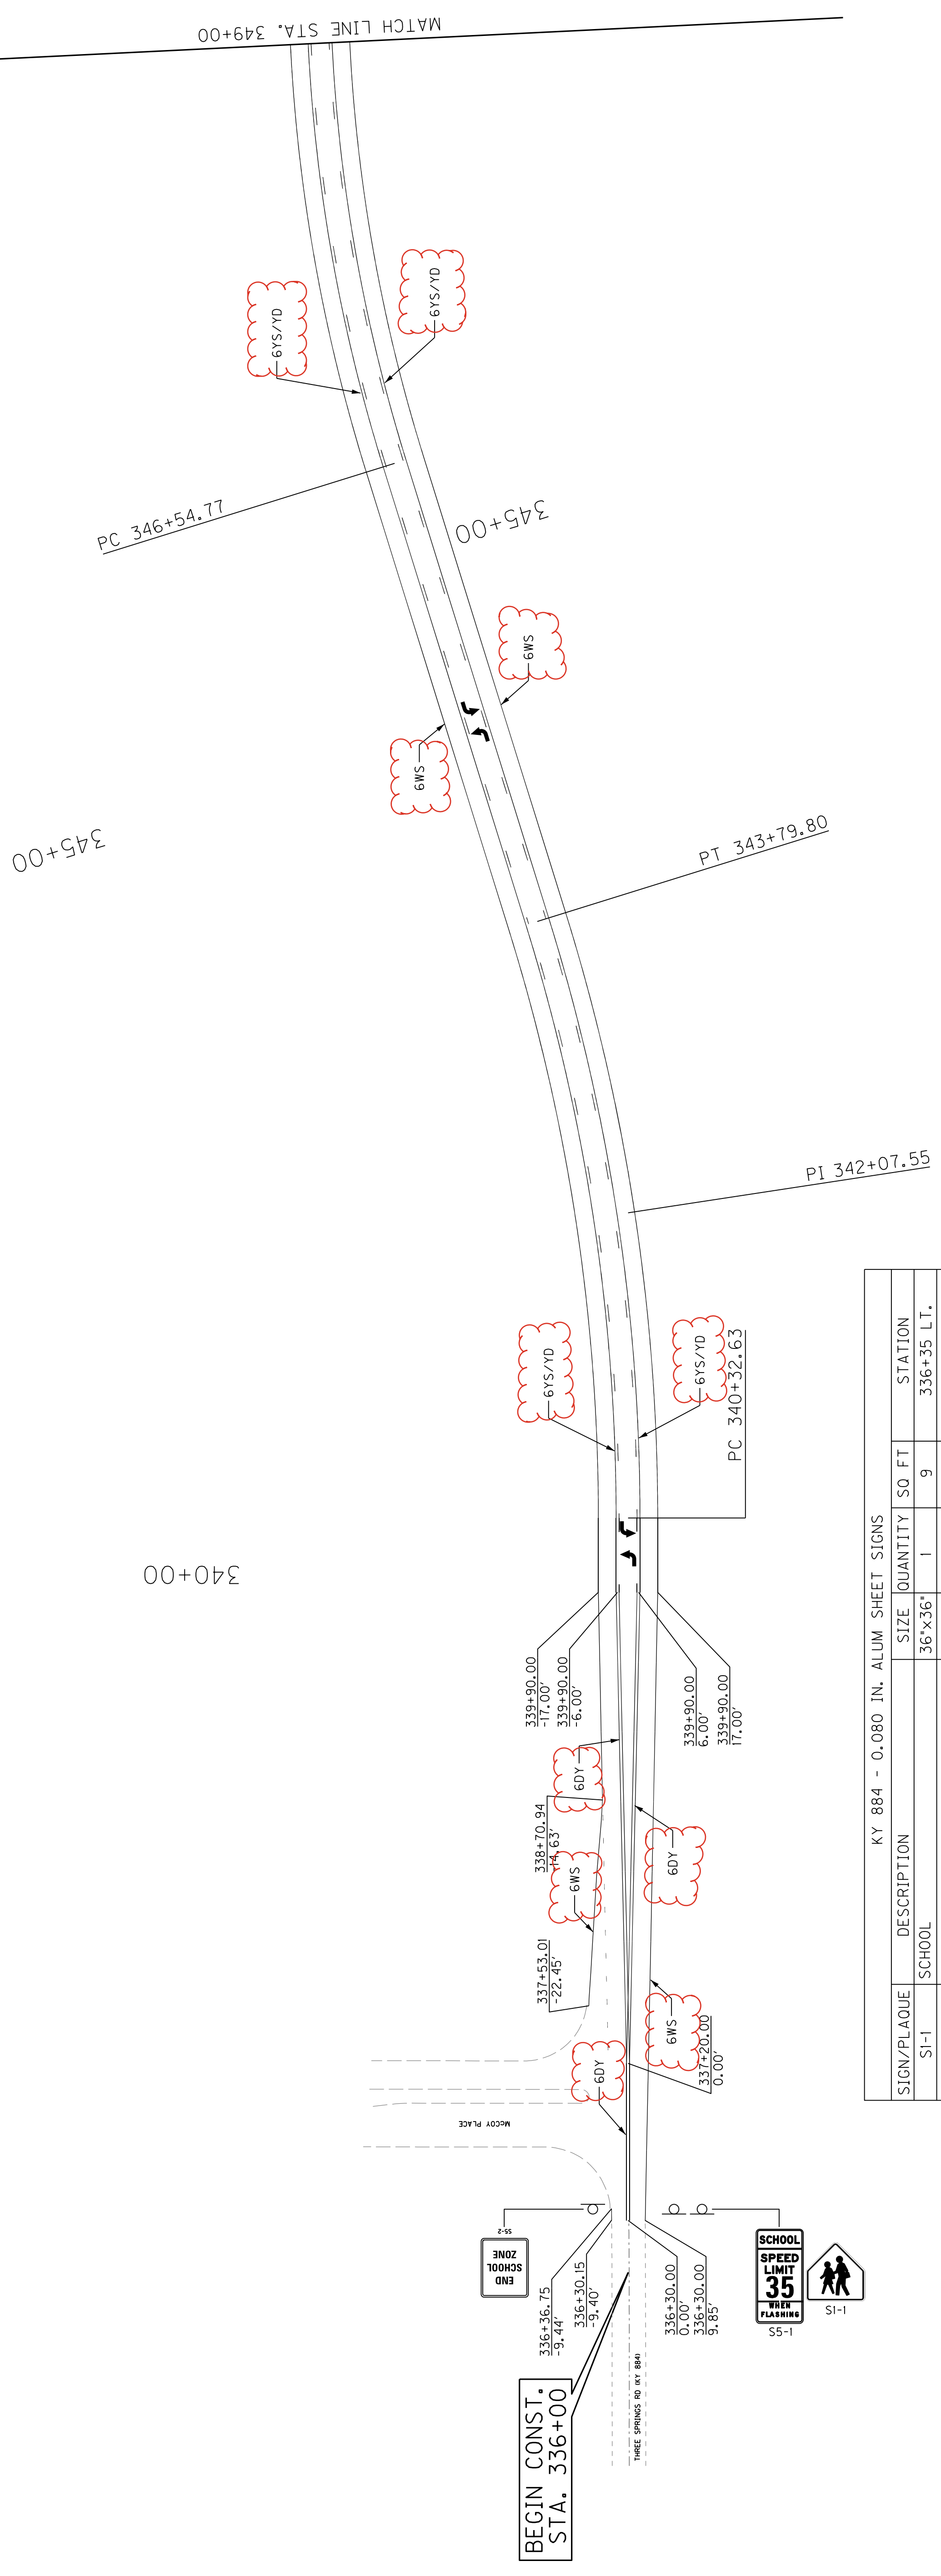 MATCH LINE STA. 349+00
6YS/YD
6YS/YD
PC 346+54.77
345+00
6WS
6WS
345+00
PT 343+79.80
PI 342+07.55
6YS/YD
6YS/YD
PC 340+32.63
340+00
339+90.00
-17.00'
339+90.00
-6.00'
339+90.00
6.00'
339+90.00
17.00'
6DY
338+70.94
14.63'
6WS
6DY
337+53.01
-22.45'
6WS
337+20.00
0.00'
6DY
McCOY PLACE
S5-2
END
SCHOOL
ZONE
336+36.75
-9.44'
336+30.15
-9.40'
336+30.00
0.00'
336+30.00
9.85'
SCHOOL
SPEED
LIMIT
35
WHEN
FLASHING
S5-1
S1-1
BEGIN CONST.
STA. 336+00
THREE SPRINGS RD (KY 884)
KY 884 - 0.080 IN. ALUM SHEET SIGNS
SIGN/PLAQUE DESCRIPTION SIZE QUANTITY SQ FT STATION
S1-1 SCHOOL 36"x36" 1 9 336+35 LT.